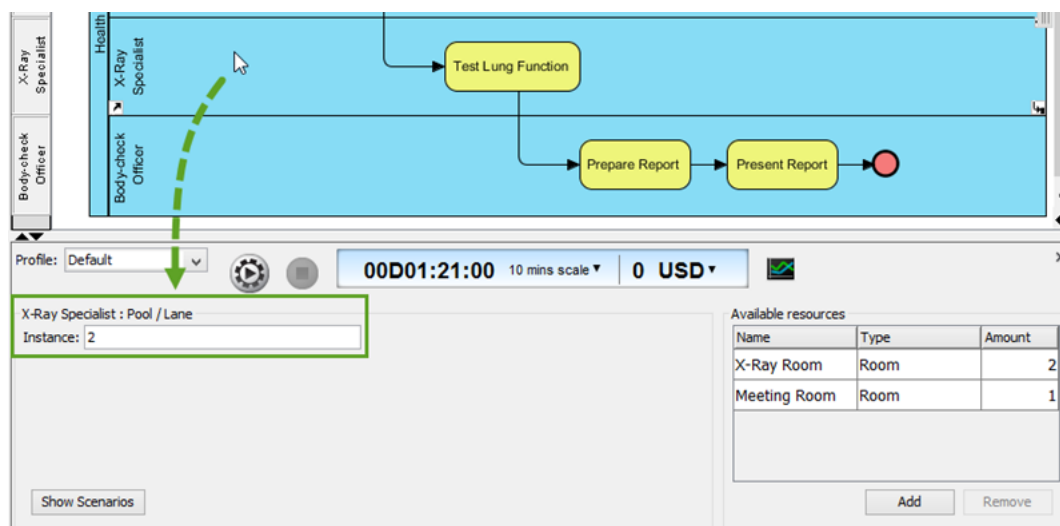 X-Ray
Specialist
Health
X-Ray
Specialist
Test Lung Function
Body-check
Officer
Body-check
Officer
Prepare Report
Present Report
Profile: Default
00D01:21:00 10 mins scale 0 USD
X-Ray Specialist : Pool / Lane
Instance: 2
Available resources
Name Type Amount
X-Ray Room Room 2
Meeting Room Room 1
Show Scenarios
Add Remove